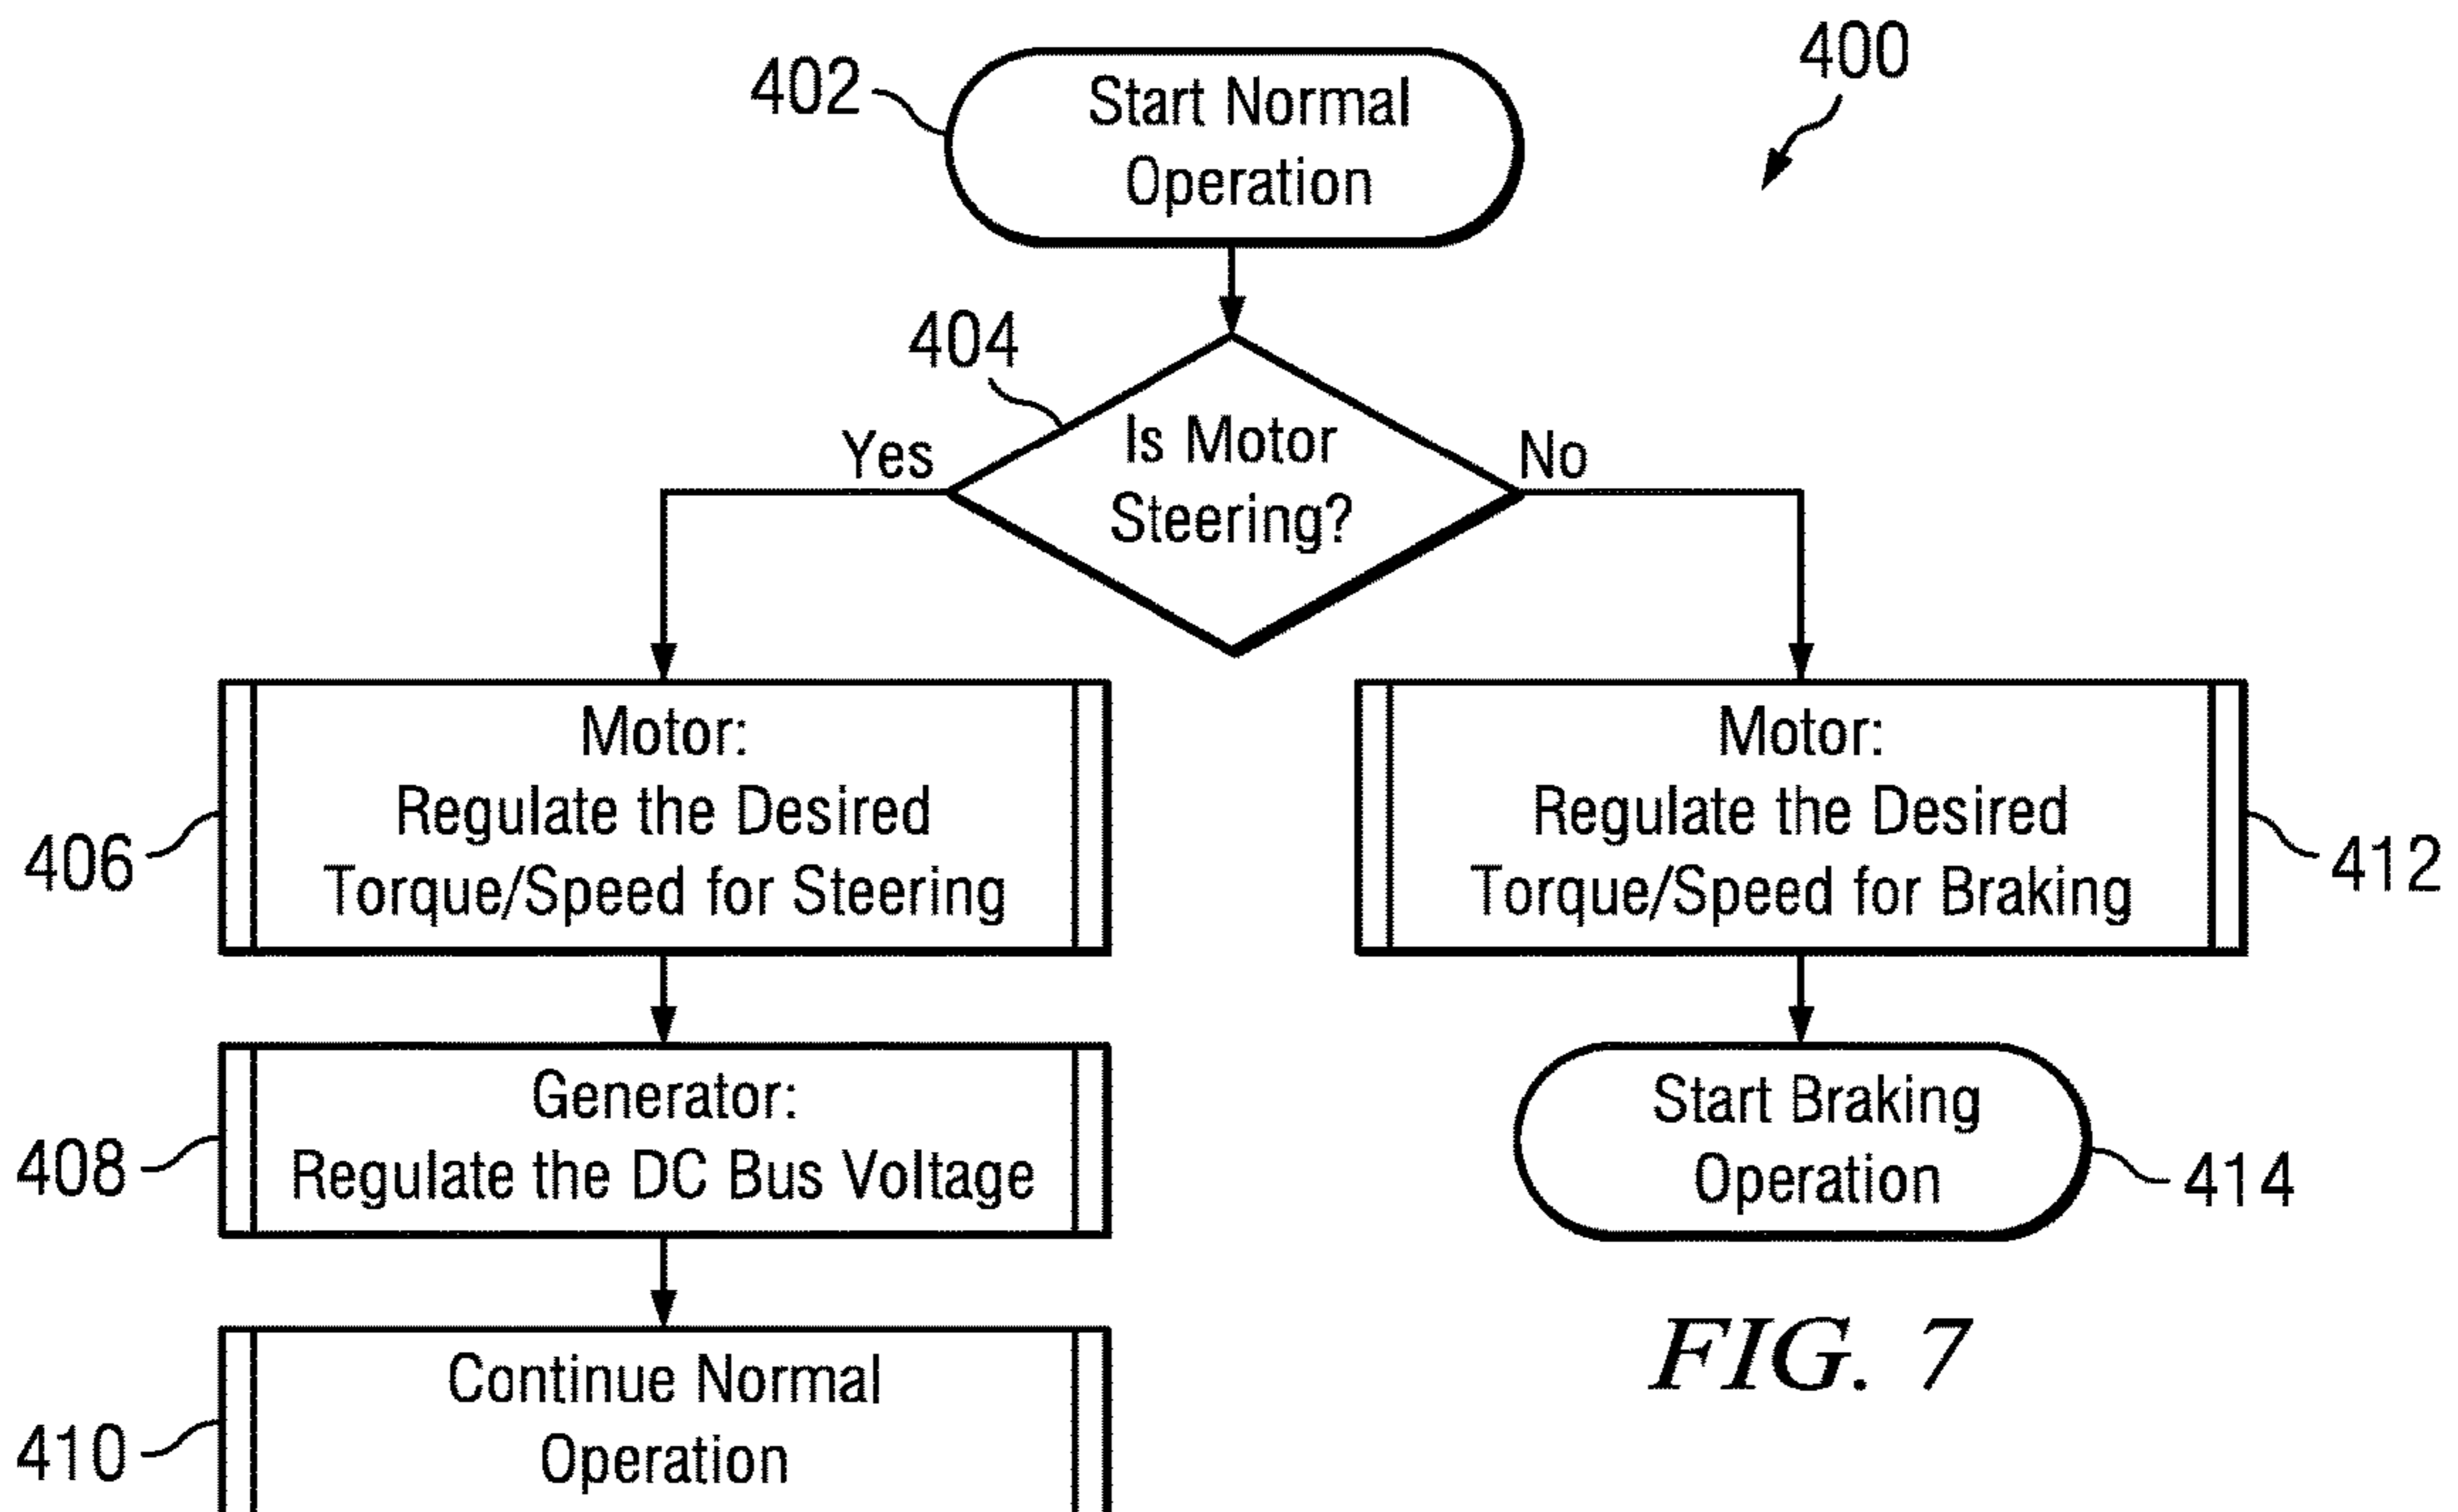 400
402
Start Normal
Operation
404
Is Motor
Steering?
Yes
No
406
Motor:
Regulate the Desired
Torque/Speed for Steering
412
Motor:
Regulate the Desired
Torque/Speed for Braking
408
Generator:
Regulate the DC Bus Voltage
414
Start Braking
Operation
410
Continue Normal
Operation
FIG. 7